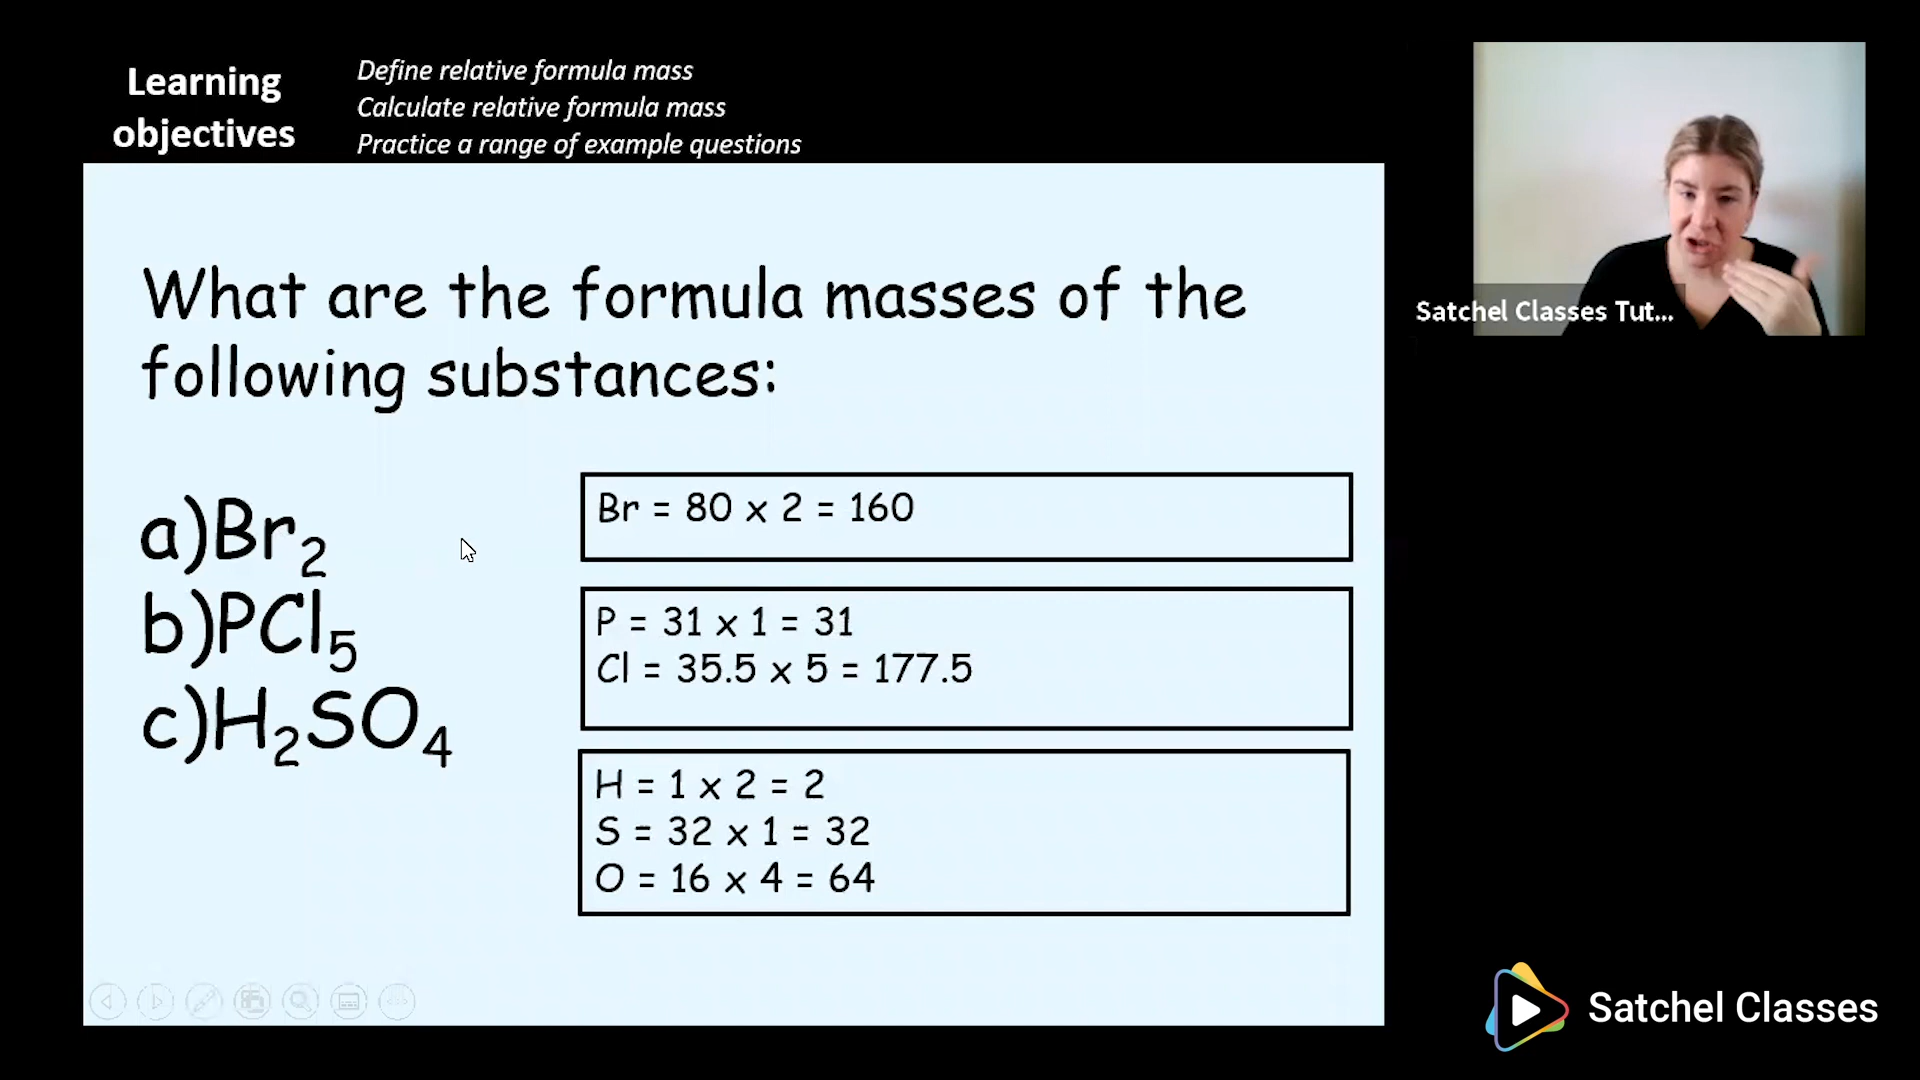 Learning
objectives
Define relative formula mass
Calculate relative formula mass
Practice a range of example questions
Satchel Classes Tut...
What are the formula masses of the
following substances:
a)Br₂
b)PCl₅
c)H₂SO₄
Br = 80 x 2 = 160
P = 31 x 1 = 31
Cl = 35.5 x 5 = 177.5
H = 1 x 2 = 2
S = 32 x 1 = 32
O = 16 x 4 = 64
Satchel Classes